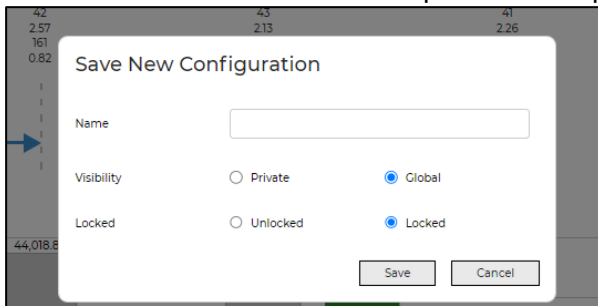 42 43 41
2.57 2.13 2.26
161
0.82
Save New Configuration
Name
Visibility Private Global
Locked Unlocked Locked
44,018.8
Save Cancel